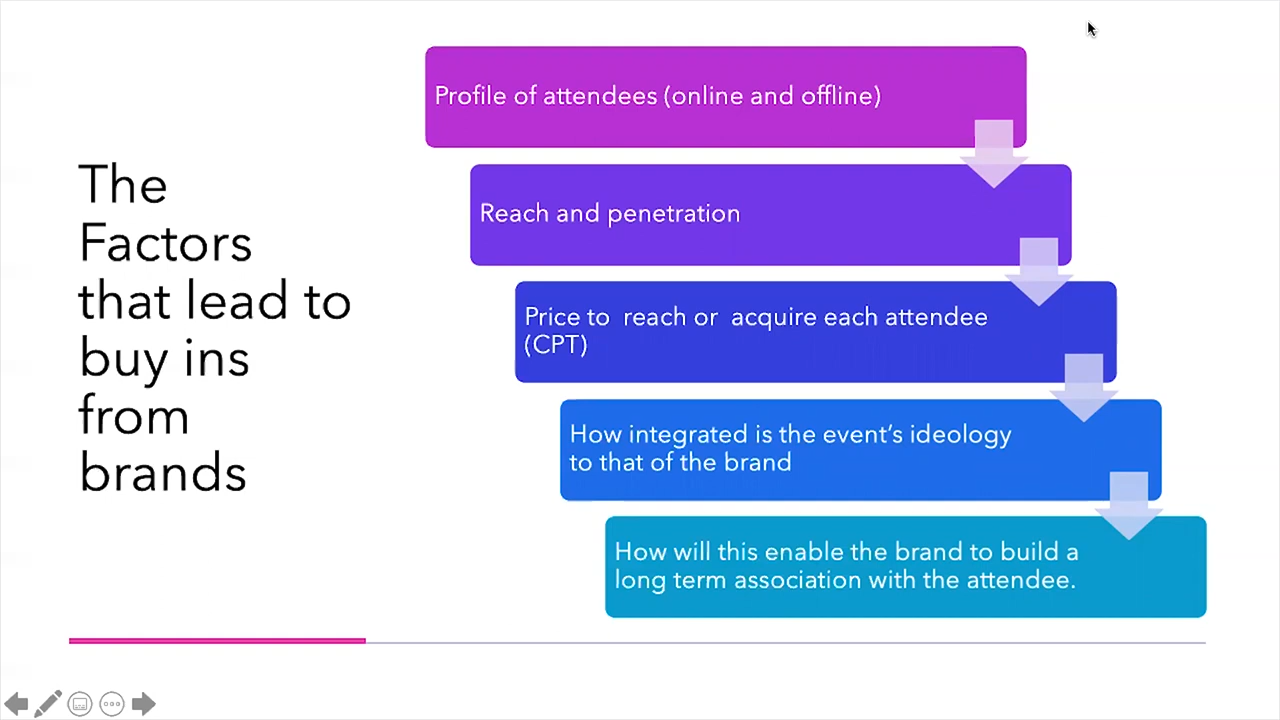 The
Factors
that lead to
buy ins
from
brands
Profile of attendees (online and offline)
Reach and penetration
Price to  reach or  acquire each attendee
(CPT)
How integrated is the event’s ideology
to that of the brand
How will this enable the brand to build a
long term association with the attendee.